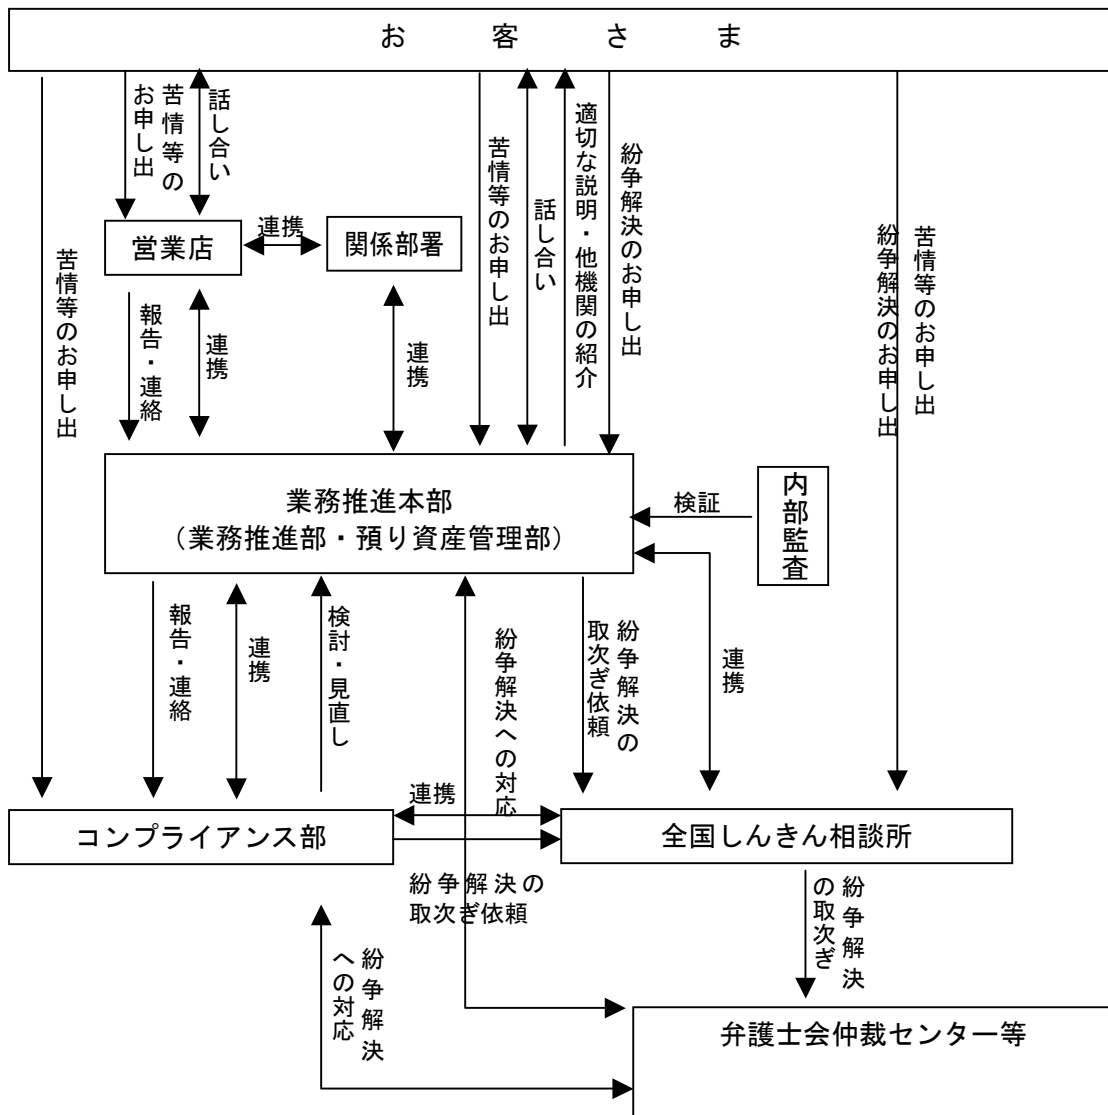 お客さま
苦情等の
お申し出
話し合い
苦情等のお申し出
話し合い
適切な説明・他機関の紹介
紛争解決のお申し出
苦情等のお申し出
紛争解決のお申し出
苦情等のお申し出
営業店
連携
関係部署
報告・連絡
連携
連携
業務推進本部
（業務推進部・預り資産管理部）
検証
内部監査
報告・連絡
連携
検討・見直し
紛争解決への対応
紛争解決の
取次ぎ依頼
連携
コンプライアンス部
連携
全国しんきん相談所
紛争解決の
取次ぎ依頼
紛争解決
の取次ぎ
紛争解決
への対応
弁護士会仲裁センター等